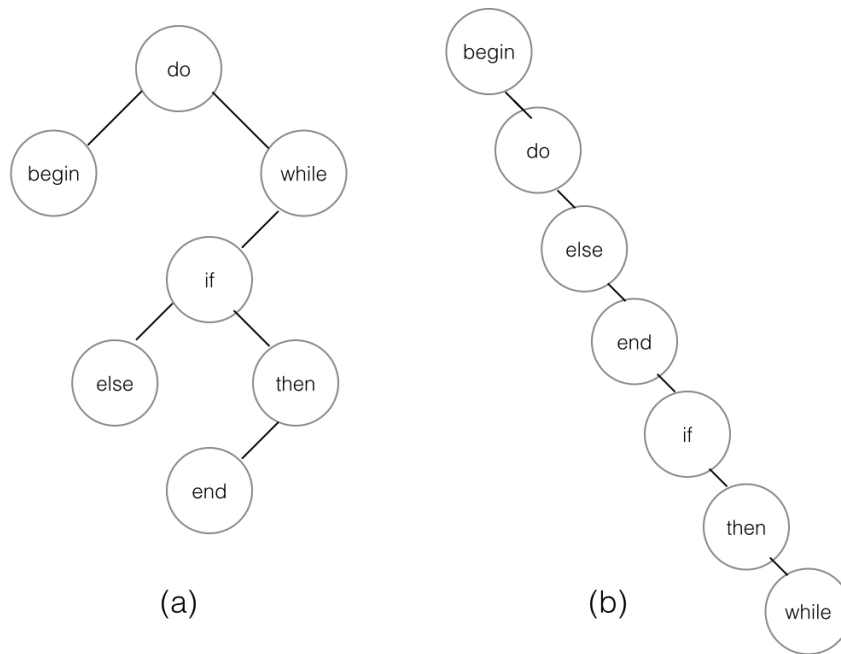 do
begin
while
if
else
then
end
(a)
begin
do
else
end
if
then
while
(b)